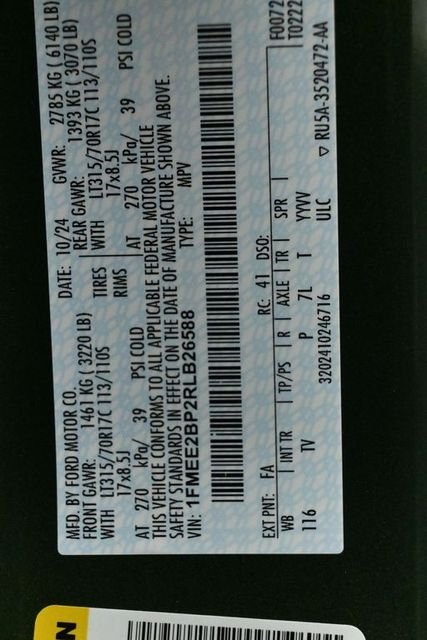 MFD. BY FORD MOTOR CO.
DATE: 10/24 GVWR: 2785 KG ( 6140 LB)
FRONT GAWR: 1461 KG ( 3220 LB) REAR GAWR: 1393 KG ( 3070 LB)
WITH LT315/70R17C 113/110S TIRES WITH LT315/70R17C 113/110S
17x8.5J RIMS 17x8.5J
AT 270 kPa/ 39 PSI COLD AT 270 kPa/ 39 PSI COLD
THIS VEHICLE CONFORMS TO ALL APPLICABLE FEDERAL MOTOR VEHICLE
SAFETY STANDARDS IN EFFECT ON THE DATE OF MANUFACTURE SHOWN ABOVE.
VIN: 1FMEE2BP2RLB26588 TYPE: MPV
F0072
T0222
EXT PNT: FA RC: 41 DSO:
WB | INT TR | TP/PS | R | AXLE | TR | SPR |
116 TV P 7L T YYVV
3202410246716 ULC
▽ RU5A-3520472-AA
N